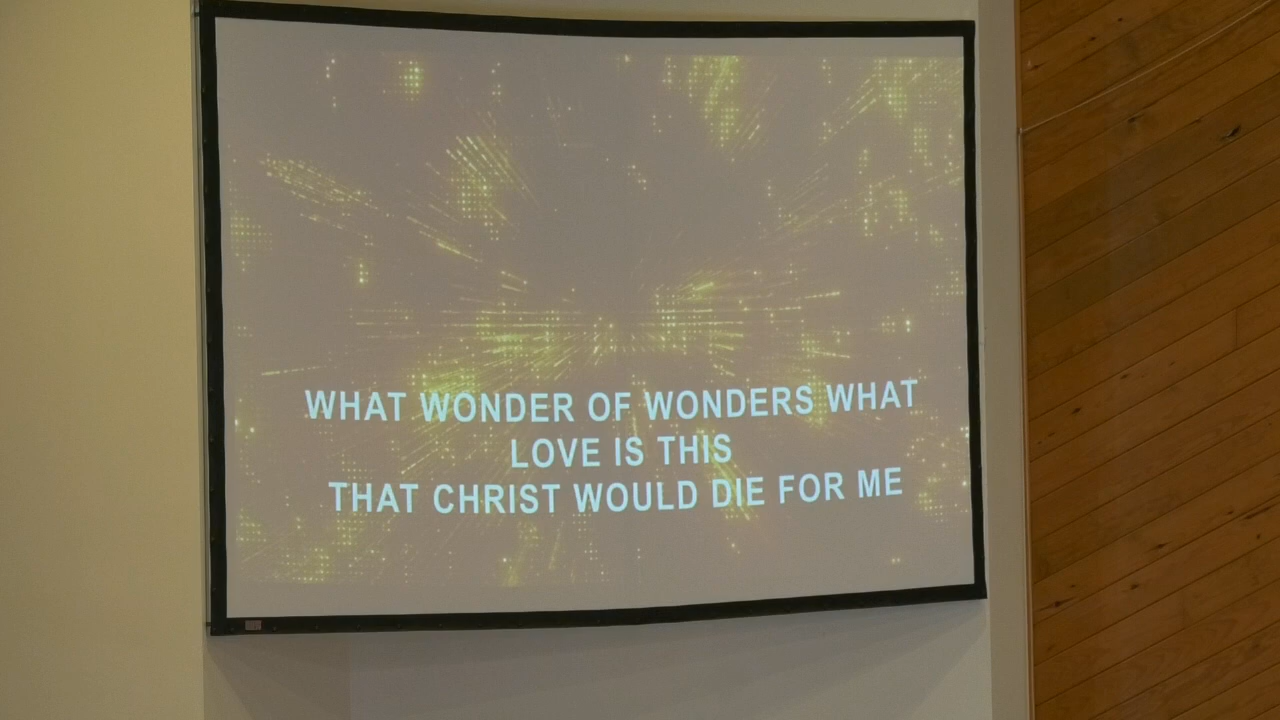 WHAT WONDER OF WONDERS WHAT
LOVE IS THIS
THAT CHRIST WOULD DIE FOR ME